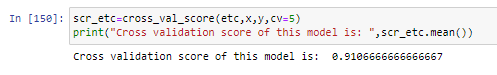 In [150]: scr_etc=cross_val_score(etc,x,y,cv=5)
print("Cross validation score of this model is: ",scr_etc.mean())
Cross validation score of this model is:  0.9106666666666667